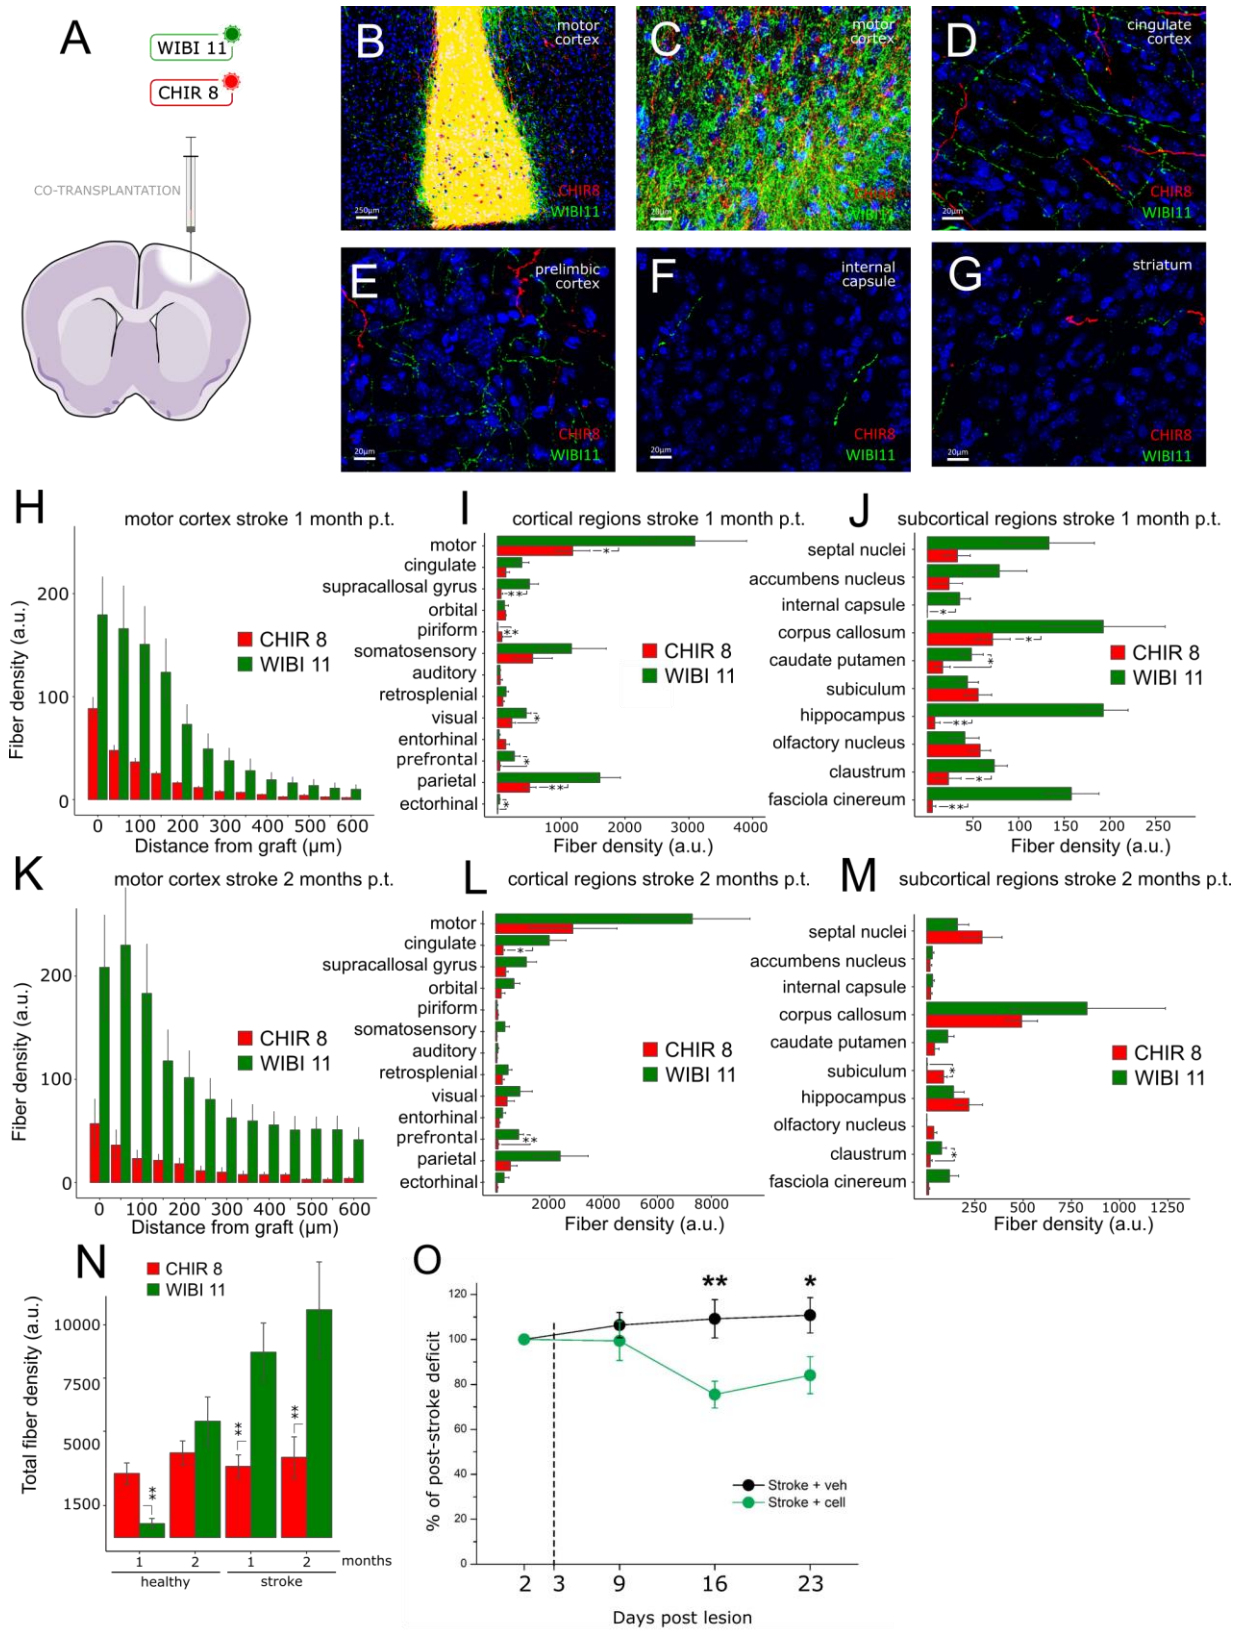 A
WIBI 11
CHIR 8
CO-TRANSPLANTATION
B
motor
cortex
250µm
CHIR8
WIBI11
C
motor
cortex
20µm
CHIR8
WIBI11
D
cingulate
cortex
20µm
CHIR8
WIBI11
E
prelimbic
cortex
20µm
CHIR8
WIBI11
F
internal
capsule
20µm
CHIR8
WIBI11
G
striatum
20µm
CHIR8
WIBI11
H
motor cortex stroke 1 month p.t.
Fiber density (a.u.)
200
100
0
CHIR 8
WIBI 11
0 100 200 300 400 500 600
Distance from graft (µm)
I
cortical regions stroke 1 month p.t.
motor
cingulate
supracallosal gyrus
orbital
piriform
somatosensory
auditory
retrosplenial
visual
entorhinal
prefrontal
parietal
ectorhinal
*
**
**
*
*
**
*
CHIR 8
WIBI 11
1000 2000 3000 4000
Fiber density (a.u.)
J
subcortical regions stroke 1 month p.t.
septal nuclei
accumbens nucleus
internal capsule
corpus callosum
caudate putamen
subiculum
hippocampus
olfactory nucleus
claustrum
fasciola cinereum
*
*
*
**
*
**
CHIR 8
WIBI 11
50 100 150 200 250
Fiber density (a.u.)
K
motor cortex stroke 2 months p.t.
Fiber density (a.u.)
200
100
0
CHIR 8
WIBI 11
0 100 200 300 400 500 600
Distance from graft (µm)
L
cortical regions stroke 2 months p.t.
motor
cingulate
supracallosal gyrus
orbital
piriform
somatosensory
auditory
retrosplenial
visual
entorhinal
prefrontal
parietal
ectorhinal
*
**
CHIR 8
WIBI 11
2000 4000 6000 8000
Fiber density (a.u.)
M
subcortical regions stroke 2 months p.t.
septal nuclei
accumbens nucleus
internal capsule
corpus callosum
caudate putamen
subiculum
hippocampus
olfactory nucleus
claustrum
fasciola cinereum
*
*
CHIR 8
WIBI 11
250 500 750 1000 1250
Fiber density (a.u.)
N
CHIR 8
WIBI 11
Total fiber density (a.u.)
10000
7500
5000
1500
**
**
**
1 2 1 2 months
healthy stroke
O
% of post-stroke deficit
120
100
80
60
40
20
0
** *
Stroke + veh
Stroke + cell
2 3 9 16 23
Days post lesion